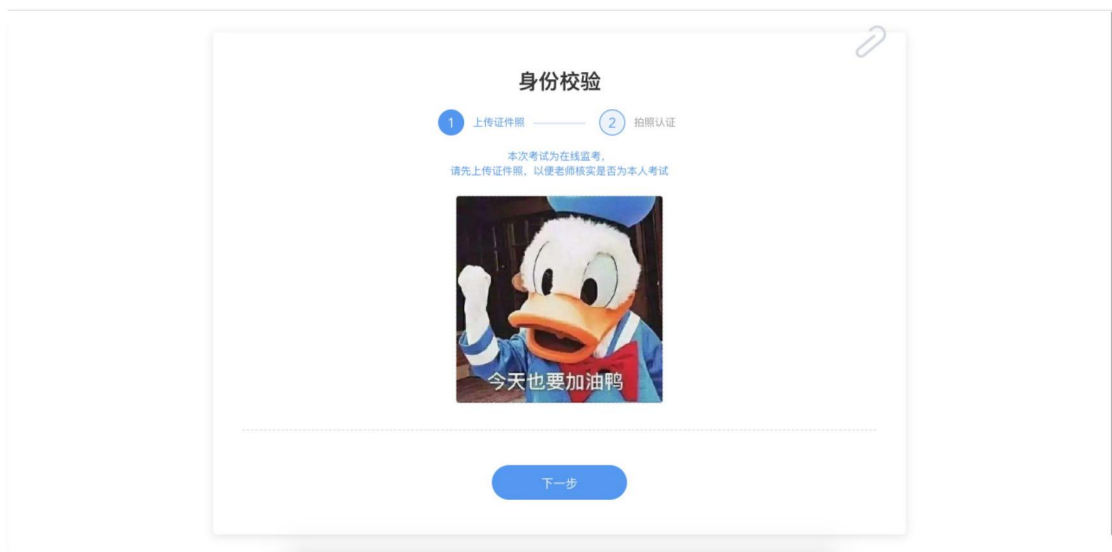 身份校验
1 上传证件照 2 拍照认证
本次考试为在线监考，
请先上传证件照，以便老师核实是否为本人考试
今天也要加油鸭
下一步